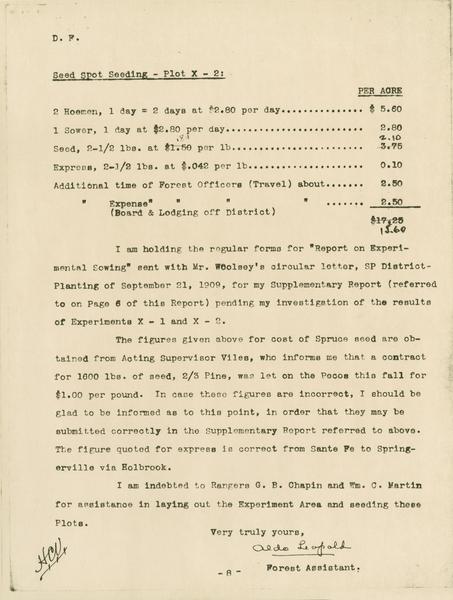 D. F.
Seed Spot Seeding - Plot X - 2:
PER ACRE
2 Hoemen, 1 day = 2 days at $2.80 per day............... $ 5.60
1 Sower, 1 day at $2.80 per day......................... 2.80
.84 2.10
Seed, 2-1/2 lbs. at $1.50 per lb........................ 3.75
Express, 2-1/2 lbs. at $.042 per lb..................... 0.10
Additional time of Forest Officers (Travel) about....... 2.50
" Expense" " " " ....... 2.50
(Board & Lodging off District)
$17.25
15.60
I am holding the regular forms for "Report on Experi-
mental Sowing" sent with Mr. Woolsey's circular letter, SP District-
Planting of September 21, 1909, for my Supplementary Report (referred
to on Page 6 of this Report) pending my investigation of the results
of Experiments X - 1 and X - 2.
The figures given above for cost of Spruce seed are ob-
tained from Acting Supervisor Viles, who informs me that a contract
for 1600 lbs. of seed, 2/3 Pine, was let on the Pecos this fall for
$1.00 per pound. In case these figures are incorrect, I should be
glad to be informed as to this point, in order that they may be
submitted correctly in the Supplementary Report referred to above.
The figure quoted for express is correct from Sante Fe to Spring-
erville via Holbrook.
I am indebted to Rangers G. B. Chapin and Wm. C. Martin
for assistance in laying out the Experiment Area and seeding these
Plots.
Very truly yours,
Aldo Leopold
Forest Assistant.
- 8 -